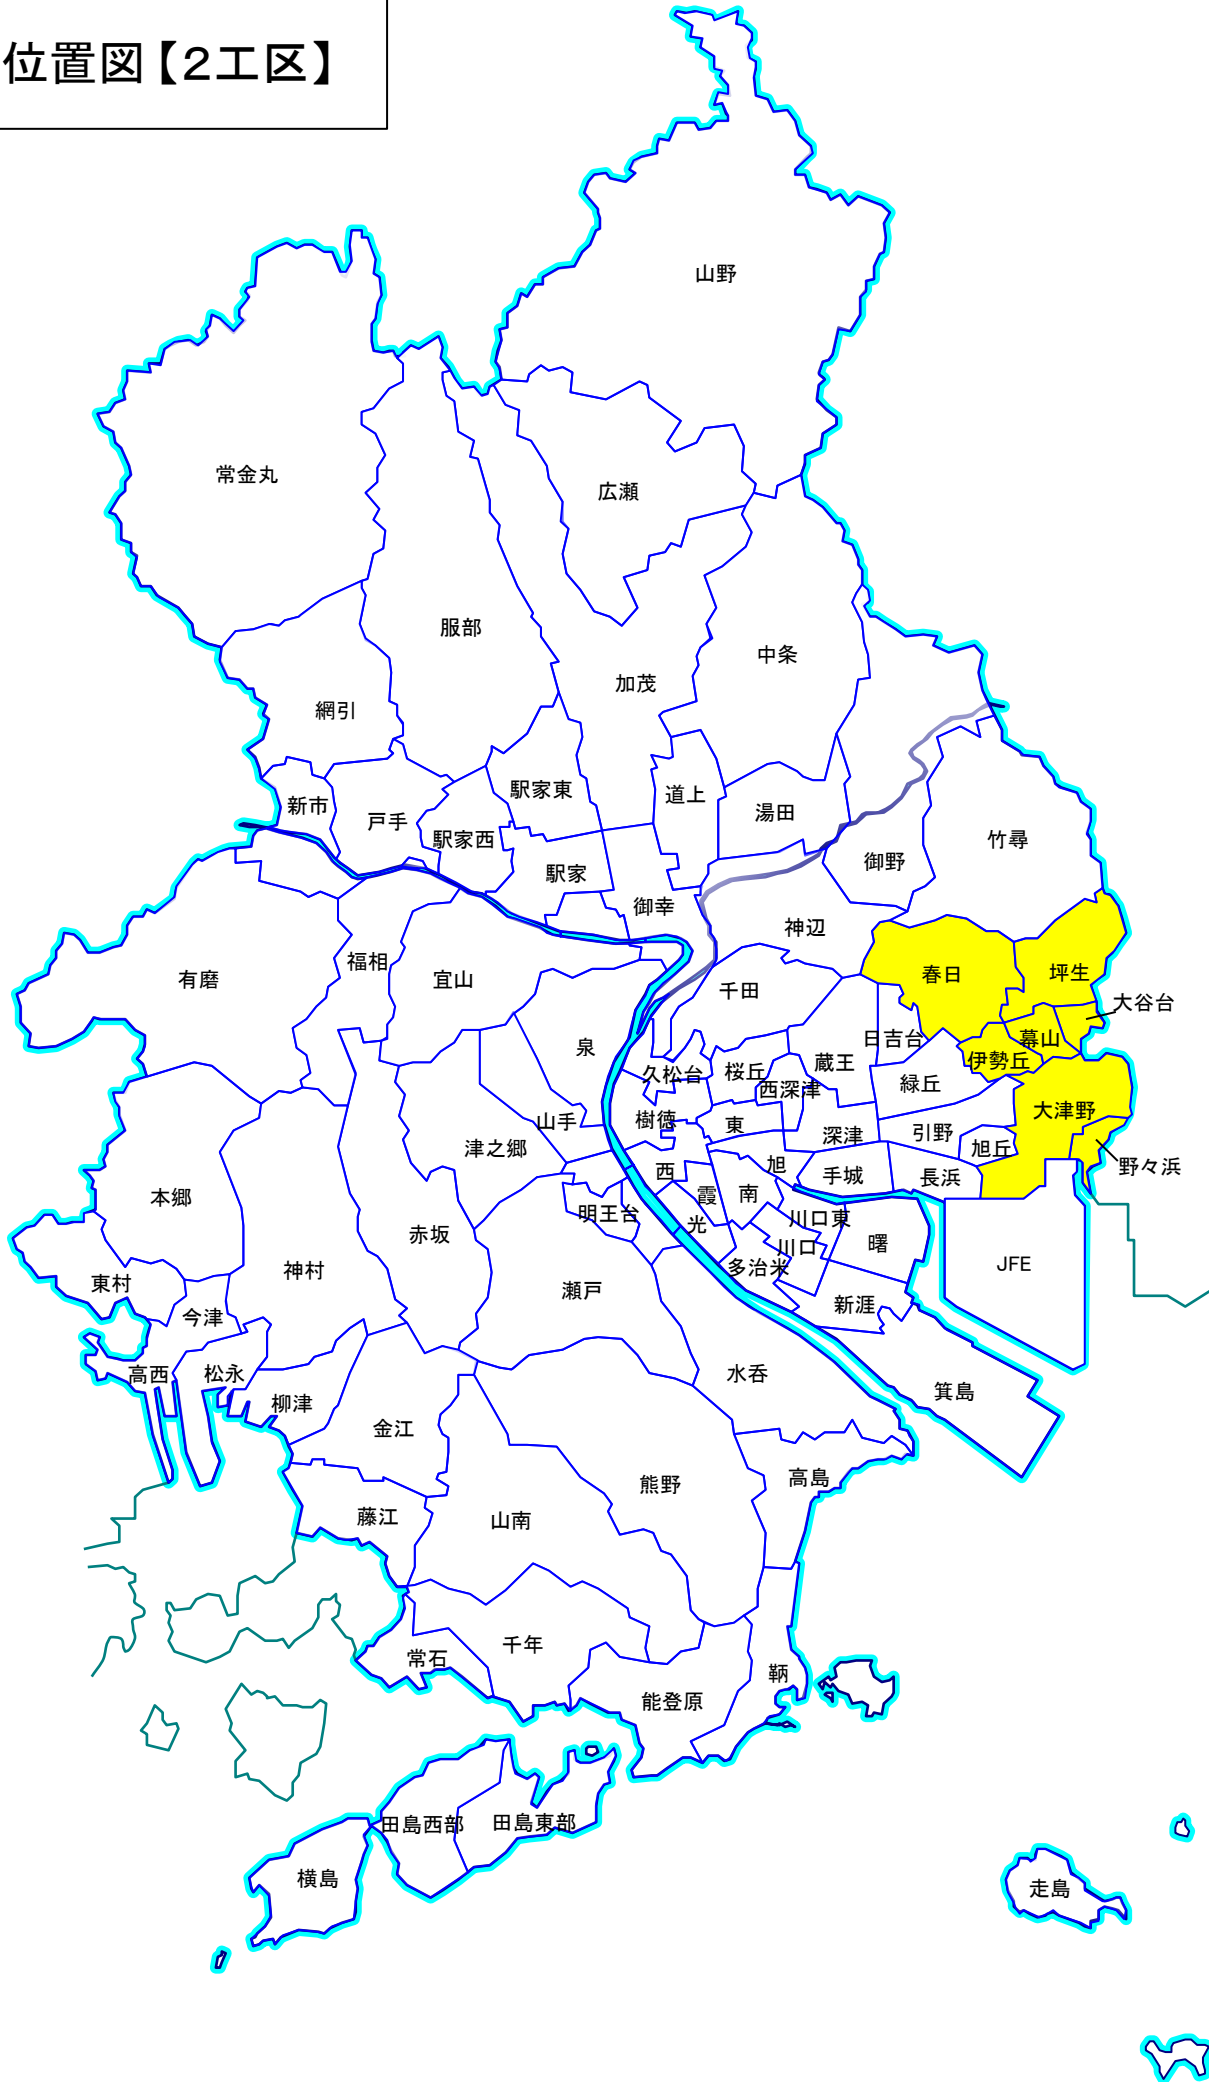 位置図【2工区】
山野
常金丸
広瀬
服部
中条
加茂
網引
駅家東
道上
新市
湯田
戸手
駅家西
竹尋
御野
駅家
御幸
神辺
福相
春日
坪生
有磨
宜山
千田
大谷台
日吉台
幕山
泉
伊勢丘
蔵王
久松台
桜丘
緑丘
西深津
大津野
樹徳
山手
東
引野
深津
津之郷
旭丘
旭
野々浜
西
手城
長浜
本郷
霞
南
明王台
光
川口東
赤坂
曙
川口
JFE
多治米
神村
東村
瀬戸
新涯
今津
高西
松永
水呑
箕島
柳津
金江
高島
熊野
藤江
山南
千年
常石
鞆
能登原
田島西部
田島東部
横島
走島